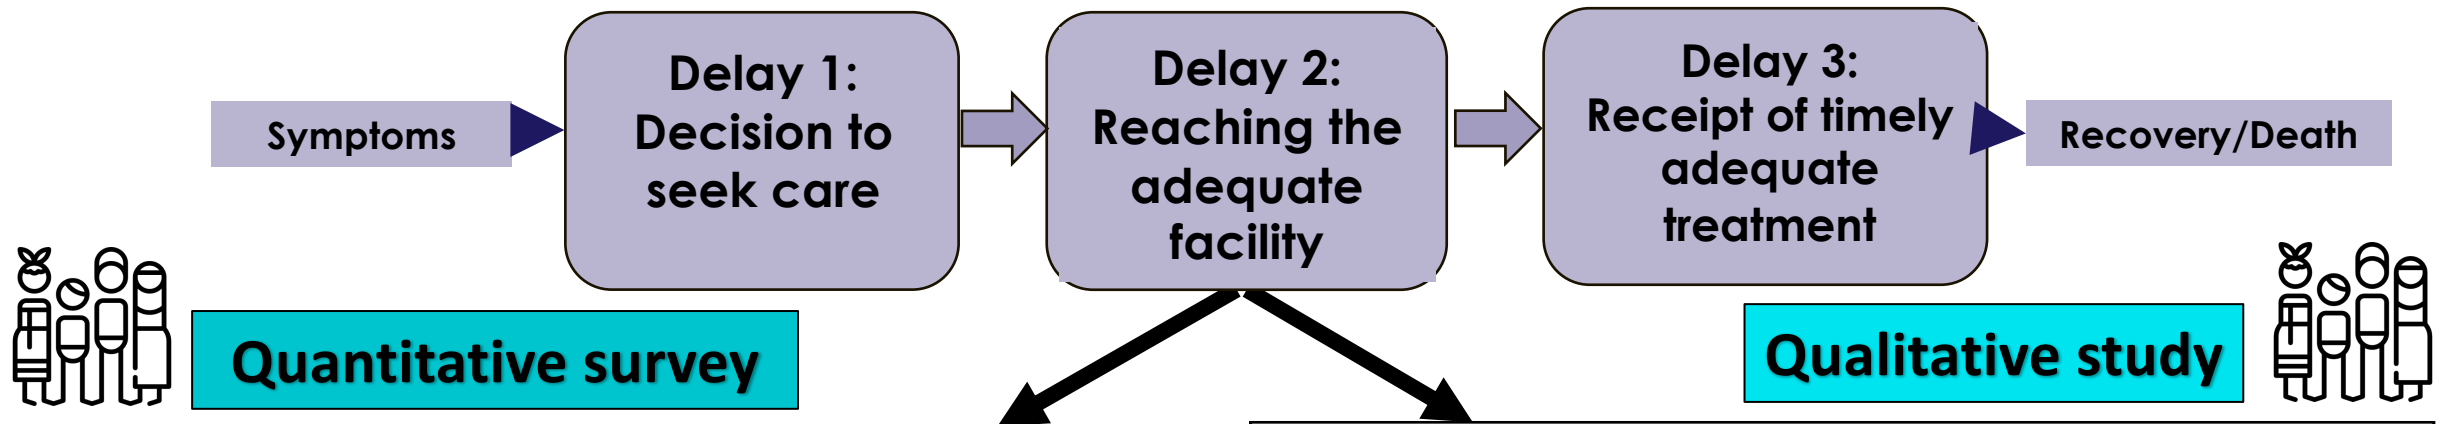 Symptoms
Delay 1:
Decision to
seek care
Delay 2:
Reaching the
adequate
facility
Delay 3:
Receipt of timely
adequate
treatment
Recovery/Death
Quantitative survey
Qualitative study